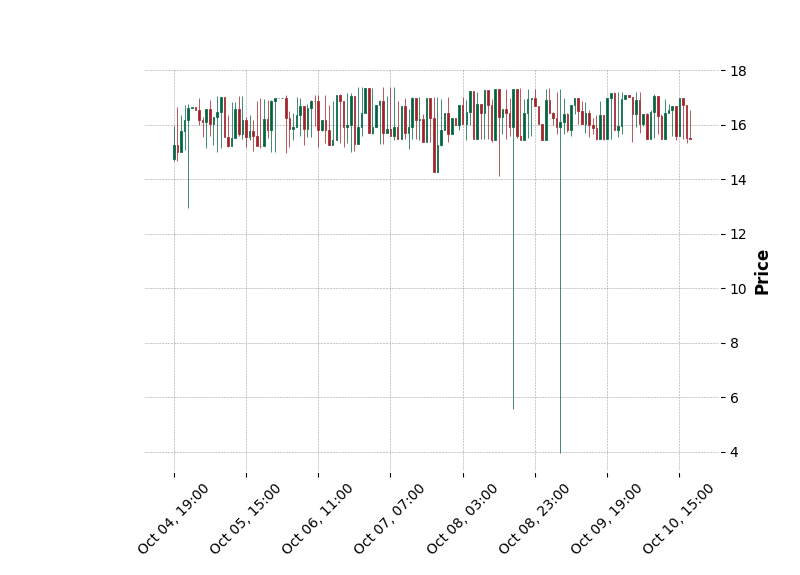 18
16
14
12
10
8
6
4
Price
Oct 04, 19:00
Oct 05, 15:00
Oct 06, 11:00
Oct 07, 07:00
Oct 08, 03:00
Oct 08, 23:00
Oct 09, 19:00
Oct 10, 15:00